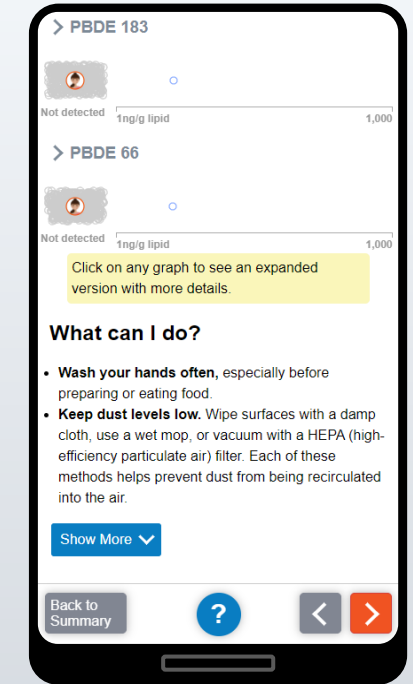 PBDE 183
Not detected
1ng/g lipid
1,000
PBDE 66
Not detected
1ng/g lipid
1,000
Click on any graph to see an expanded
version with more details.
What can I do?
• Wash your hands often, especially before
preparing or eating food.
• Keep dust levels low. Wipe surfaces with a damp
cloth, use a wet mop, or vacuum with a HEPA (high-
efficiency particulate air) filter. Each of these
methods helps prevent dust from being recirculated
into the air.
Show More
Back to
Summary
?